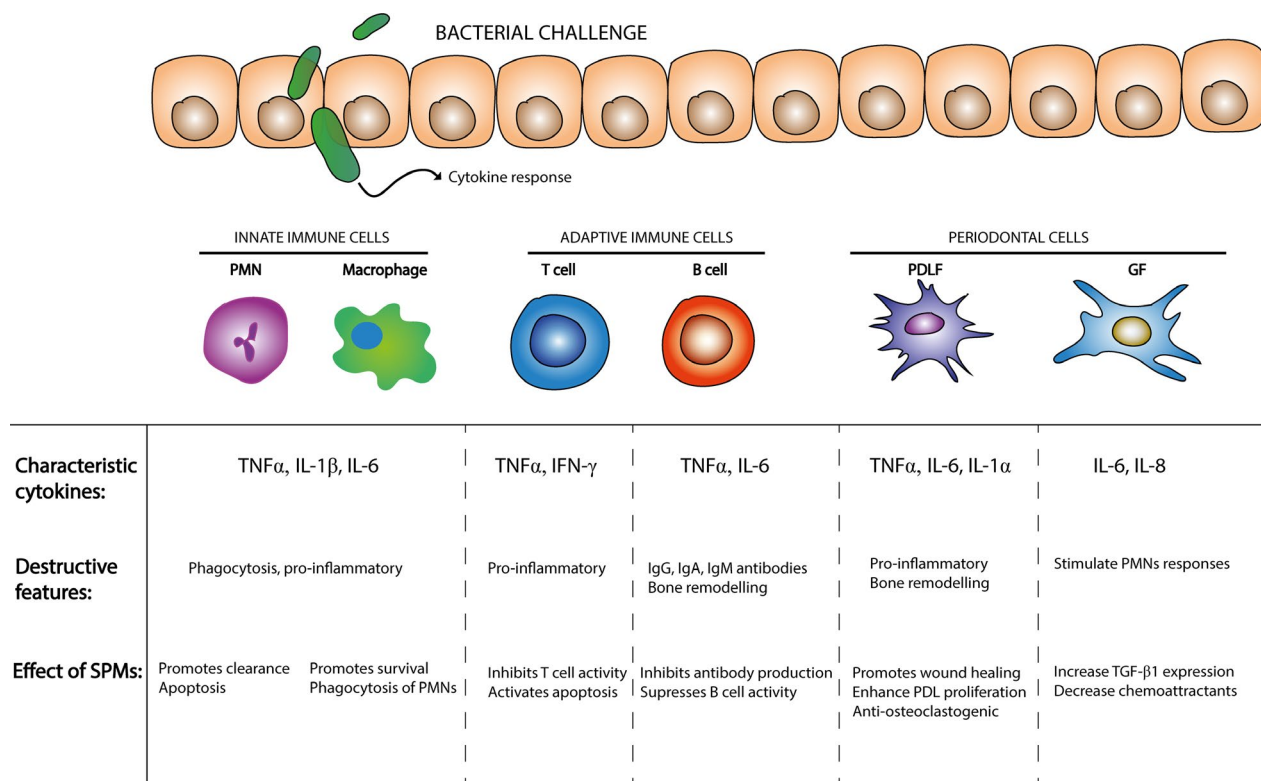 BACTERIAL CHALLENGE
Cytokine response
INNATE IMMUNE CELLS
ADAPTIVE IMMUNE CELLS
PERIODONTAL CELLS
PMN
Macrophage
T cell
B cell
PDLF
GF
Characteristic
cytokines:
TNFα, IL-1β, IL-6
TNFα, IFN-γ
TNFα, IL-6
TNFα, IL-6, IL-1α
IL-6, IL-8
Destructive
features:
Phagocytosis, pro-inflammatory
Pro-inflammatory
IgG, IgA, IgM antibodies
Bone remodelling
Pro-inflammatory
Bone remodelling
Stimulate PMNs responses
Effect of SPMs:
Promotes clearance
Apoptosis
Promotes survival
Phagocytosis of PMNs
Inhibits T cell activity
Activates apoptosis
Inhibits antibody production
Supresses B cell activity
Promotes wound healing
Enhance PDL proliferation
Anti-osteoclastogenic
Increase TGF-β1 expression
Decrease chemoattractants